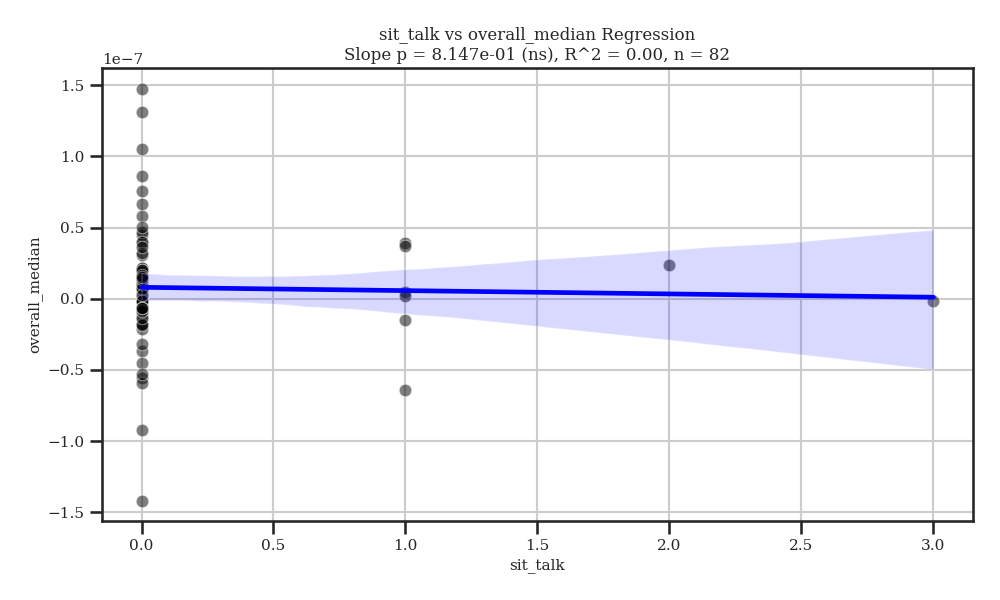 sit_talk vs overall_median Regression
Slope p = 8.147e-01 (ns), R^2 = 0.00, n = 82
1e−7
1.5
1.0
0.5
0.0
−0.5
−1.0
−1.5
overall_median
0.0 0.5 1.0 1.5 2.0 2.5 3.0
sit_talk